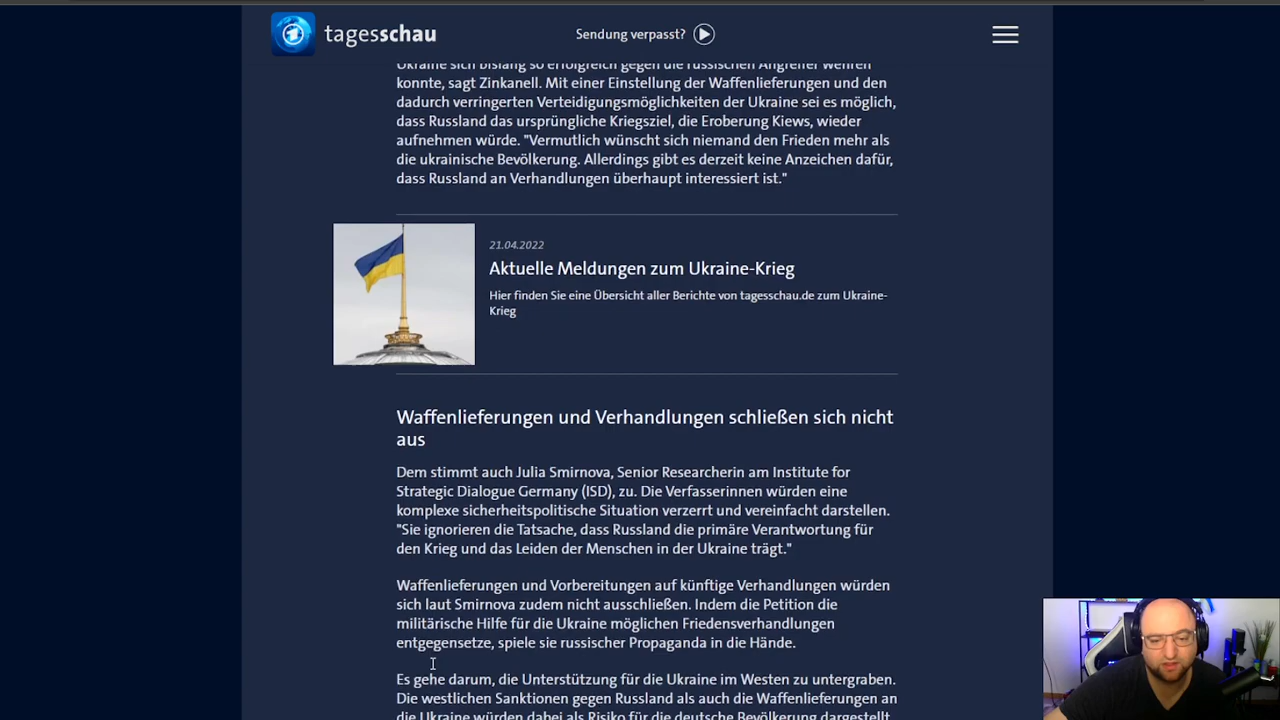 tagesschau
Sendung verpasst?
Ukraine sich bislang so erfolgreich gegen die russischen Angreifer wehren
konnte, sagt Zinkanell. Mit einer Einstellung der Waffenlieferungen und den
dadurch verringerten Verteidigungsmöglichkeiten der Ukraine sei es möglich,
dass Russland das ursprüngliche Kriegsziel, die Eroberung Kiews, wieder
aufnehmen würde. "Vermutlich wünscht sich niemand den Frieden mehr als
die ukrainische Bevölkerung. Allerdings gibt es derzeit keine Anzeichen dafür,
dass Russland an Verhandlungen überhaupt interessiert ist."
21.04.2022
Aktuelle Meldungen zum Ukraine-Krieg
Hier finden Sie eine Übersicht aller Berichte von tagesschau.de zum Ukraine-
Krieg
Waffenlieferungen und Verhandlungen schließen sich nicht
aus
Dem stimmt auch Julia Smirnova, Senior Researcherin am Institute for
Strategic Dialogue Germany (ISD), zu. Die Verfasserinnen würden eine
komplexe sicherheitspolitische Situation verzerrt und vereinfacht darstellen.
"Sie ignorieren die Tatsache, dass Russland die primäre Verantwortung für
den Krieg und das Leiden der Menschen in der Ukraine trägt."
Waffenlieferungen und Vorbereitungen auf künftige Verhandlungen würden
sich laut Smirnova zudem nicht ausschließen. Indem die Petition die
militärische Hilfe für die Ukraine möglichen Friedensverhandlungen
entgegensetze, spiele sie russischer Propaganda in die Hände.
Es gehe darum, die Unterstützung für die Ukraine im Westen zu untergraben.
Die westlichen Sanktionen gegen Russland als auch die Waffenlieferungen an
die Ukraine würden dabei als Risiko für die deutsche Bevölkerung dargestellt